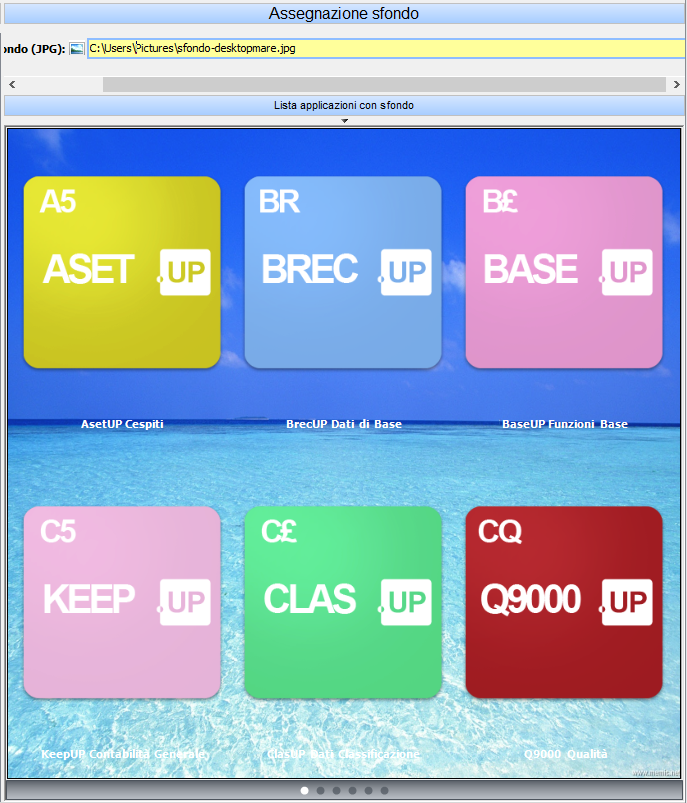 Assegnazione sfondo
ondo (JPG): C:\Users\Pictures\sfondo-desktopmare.jpg
Lista applicazioni con sfondo
A5 BR B£
ASET .UP BREC .UP BASE .UP
AsetUP Cespiti BrecUP Dati di Base BaseUP Funzioni Base
C5 C£ CQ
KEEP .UP CLAS .UP Q9000 .UP
KeepUP Contabilità Generale ClasUP Dati Classificazione Q9000 Qualità